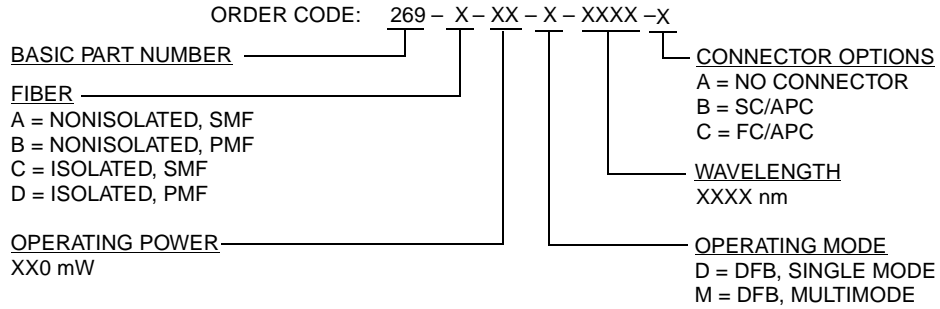 ORDER CODE: 269 – X – XX – X – XXXX –X
BASIC PART NUMBER
FIBER
A = NONISOLATED, SMF
B = NONISOLATED, PMF
C = ISOLATED, SMF
D = ISOLATED, PMF
OPERATING POWER
XX0 mW
CONNECTOR OPTIONS
A = NO CONNECTOR
B = SC/APC
C = FC/APC
WAVELENGTH
XXXX nm
OPERATING MODE
D = DFB, SINGLE MODE
M = DFB, MULTIMODE